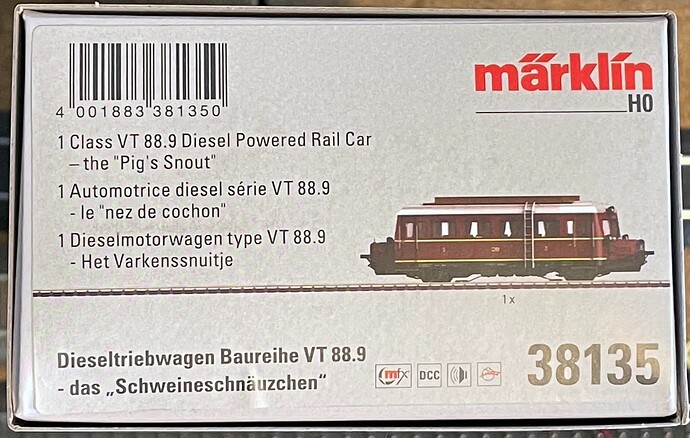 märklin
H0
4 001883 381350
1 Class VT 88.9 Diesel Powered Rail Car
– the "Pig's Snout"
1 Automotrice diesel série VT 88.9
- le "nez de cochon"
1 Dieselmotorwagen type VT 88.9
- Het Varkenssnuitje
1 x
Dieseltriebwagen Baureihe VT 88.9
- das „Schweineschnäuzchen“
mfx
DCC
38135